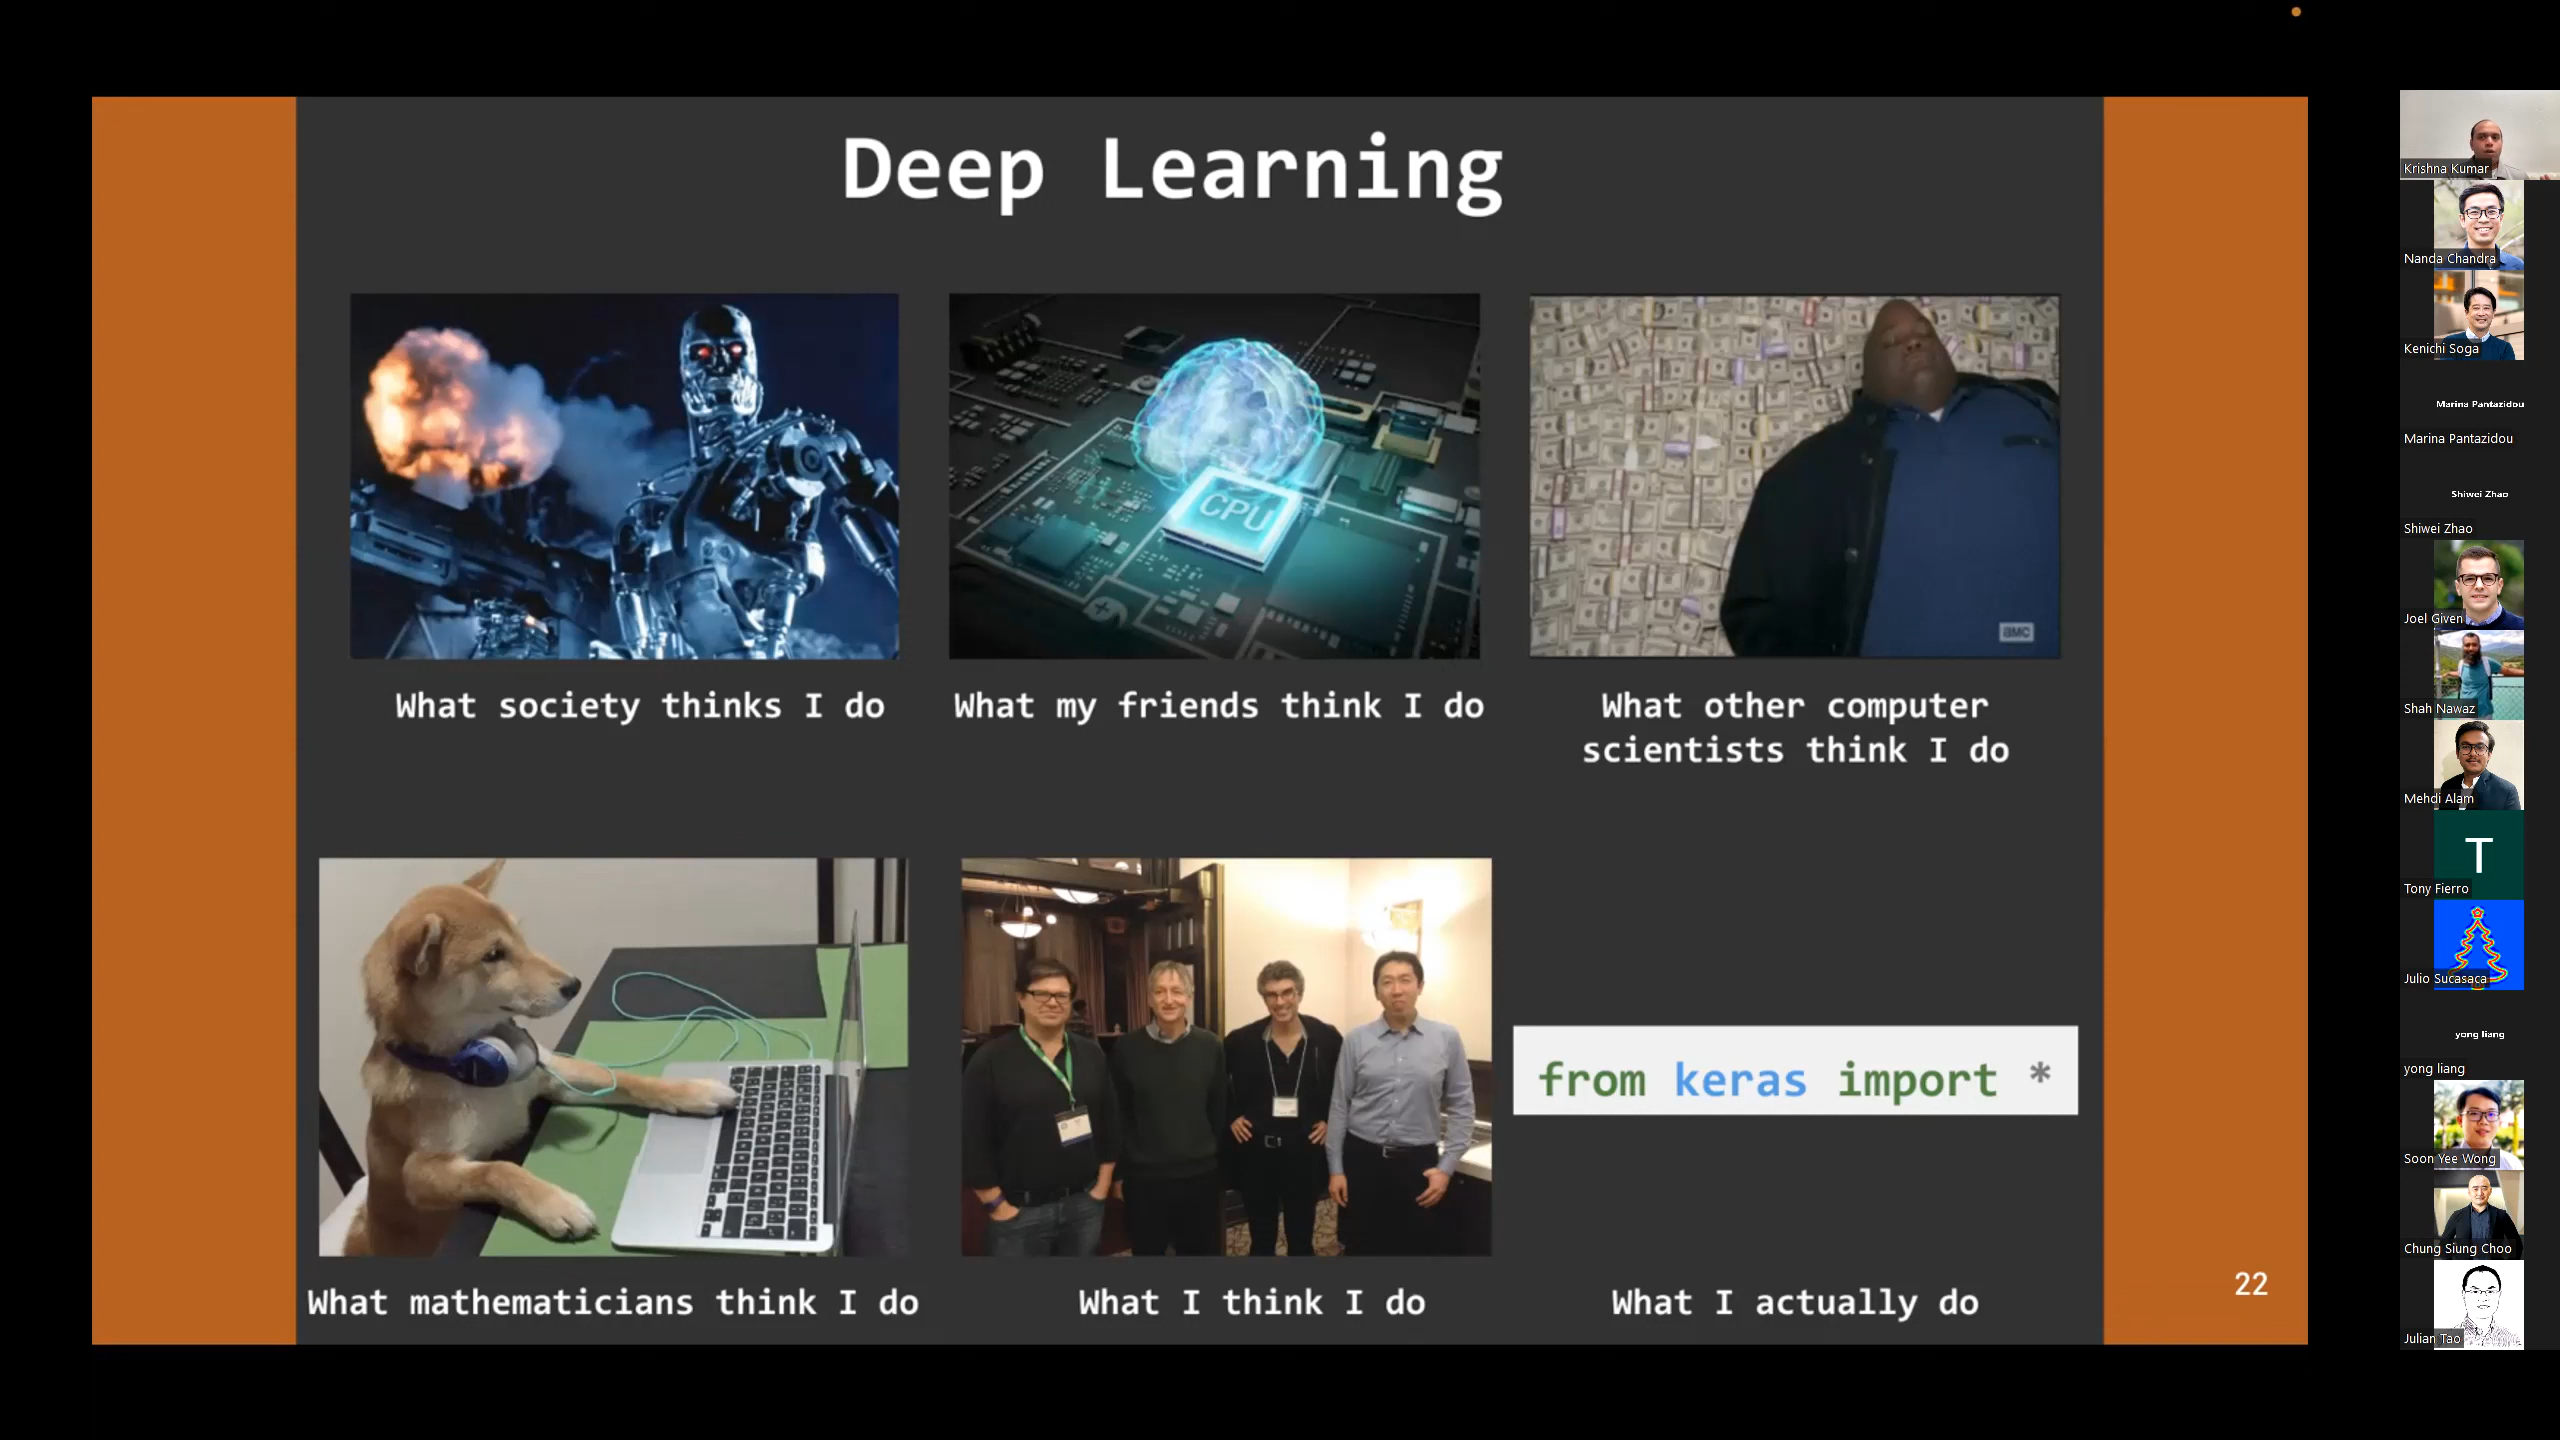 Deep Learning
CPU
amc
What society thinks I do
What my friends think I do
What other computer
scientists think I do
from keras import *
What mathematicians think I do
What I think I do
What I actually do
22
Krishna Kumar
Nanda Chandra
Kenichi Soga
Marina Pantazidou
Marina Pantazidou
Shiwei Zhao
Shiwei Zhao
Joel Given
Shah Nawaz
Mehdi Alam
T
Tony Fierro
Julio Sucasaca
yong liang
yong liang
Soon Yee Wong
Chung Siung Choo
Julian Tao